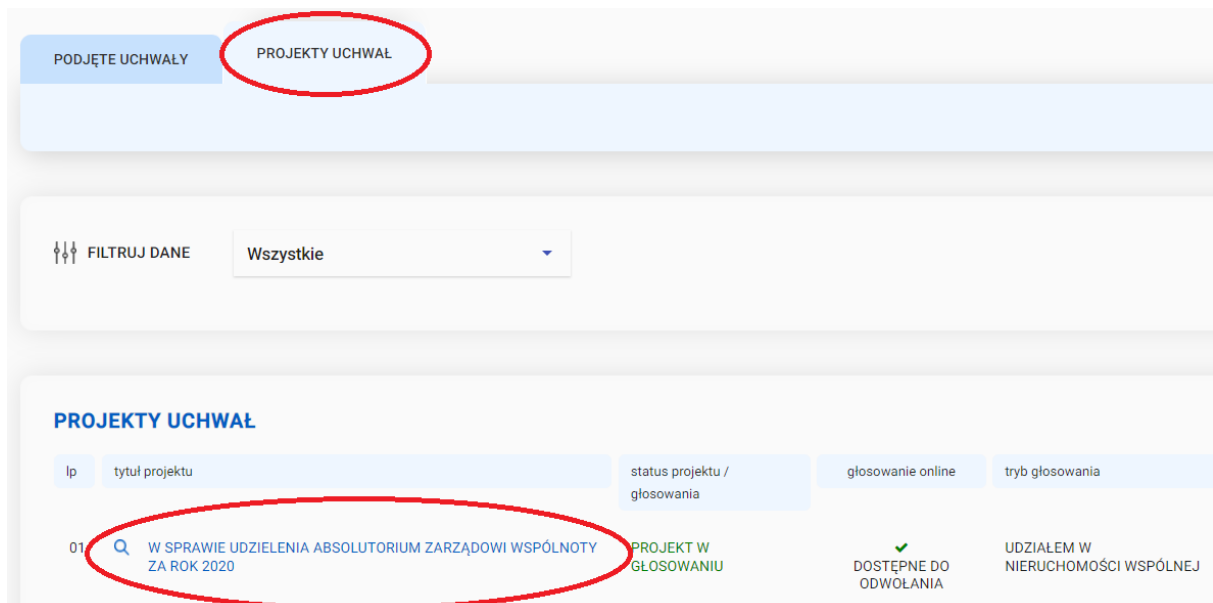 PODJĘTE UCHWAŁY
PROJEKTY UCHWAŁ
FILTRUJ DANE
Wszystkie
PROJEKTY UCHWAŁ
lp
tytuł projektu
status projektu /
głosowania
głosowanie online
tryb głosowania
01
W SPRAWIE UDZIELENIA ABSOLUTORIUM ZARZĄDOWI WSPÓLNOTY
ZA ROK 2020
PROJEKT W
GŁOSOWANIU
DOSTĘPNE DO
ODWOŁANIA
UDZIAŁEM W
NIERUCHOMOŚCI WSPÓLNEJ